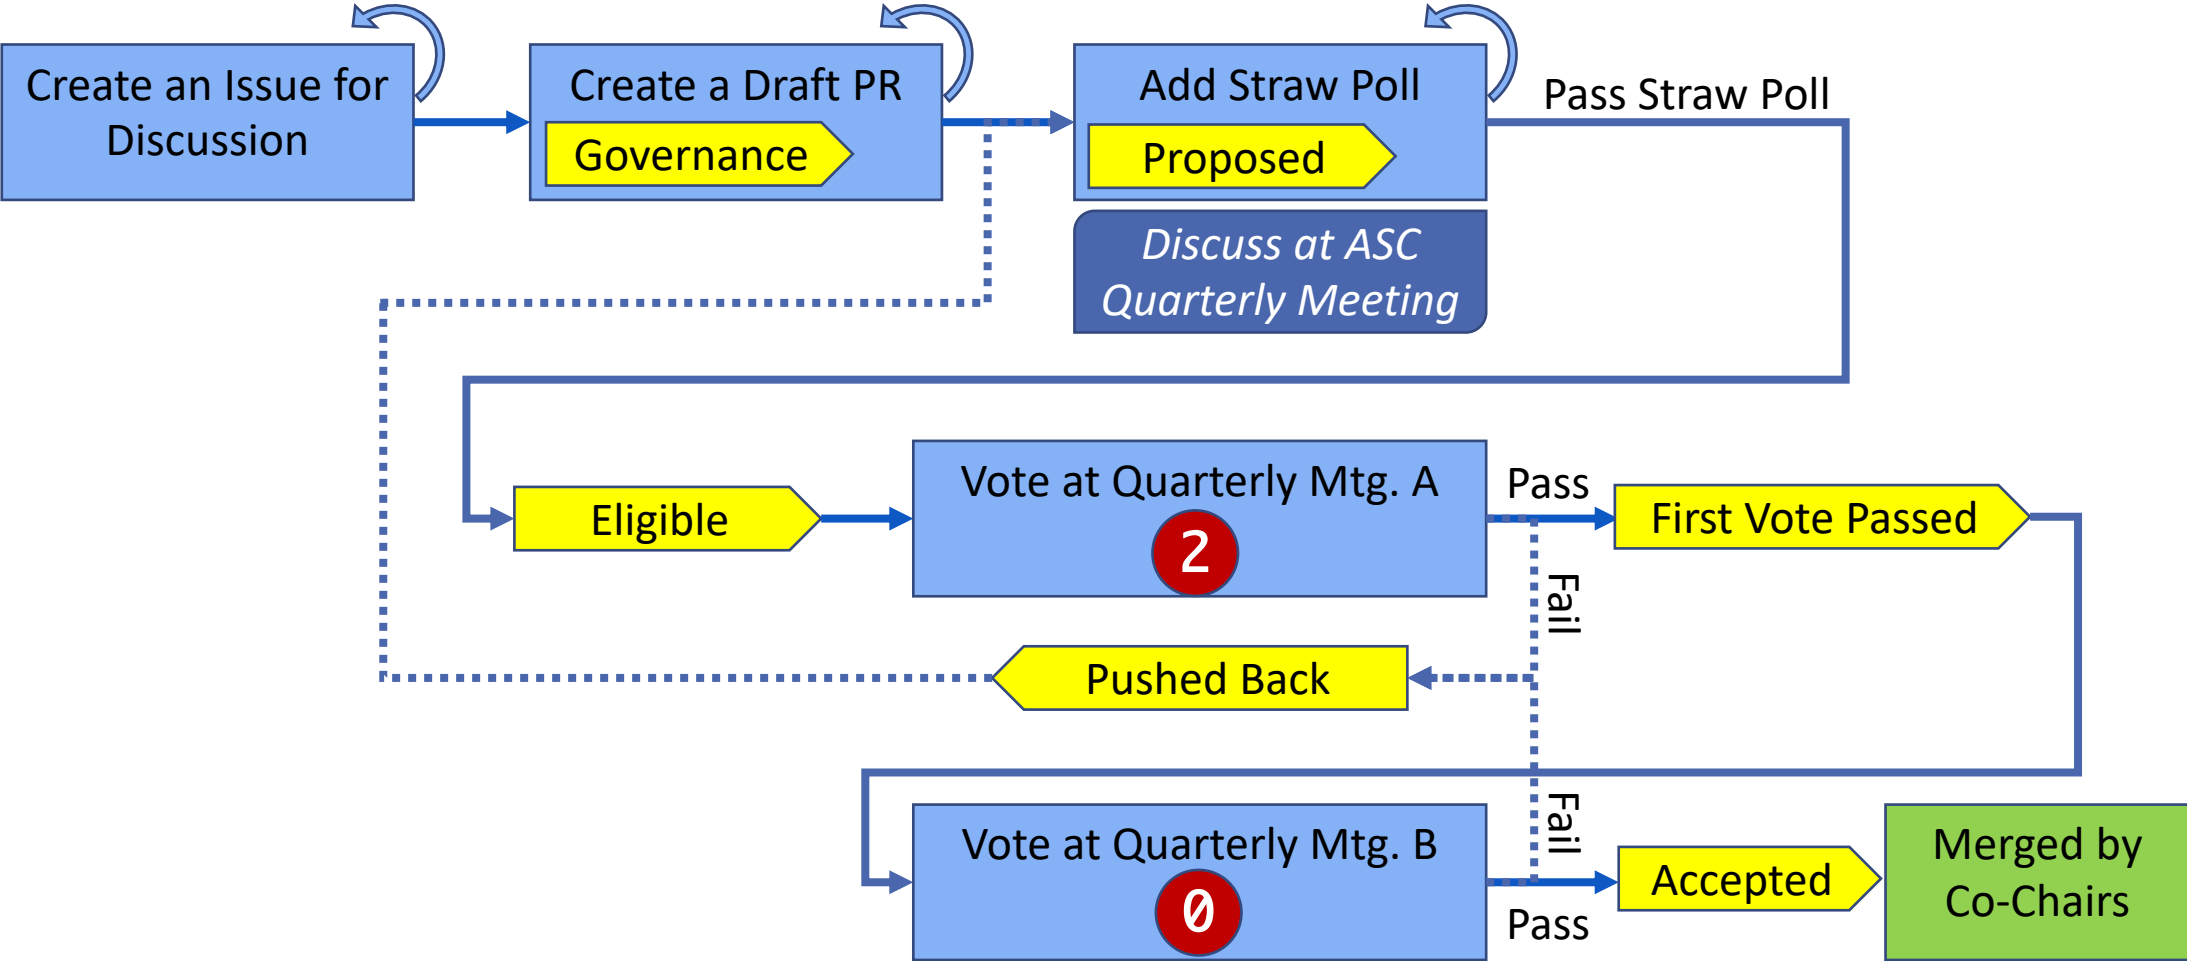 Create an Issue for
Discussion
Create a Draft PR
Governance
Add Straw Poll
Proposed
Pass Straw Poll
Discuss at ASC
Quarterly Meeting
Eligible
Vote at Quarterly Mtg. A
2
Pass
First Vote Passed
Fail
Pushed Back
Vote at Quarterly Mtg. B
0
Fail
Pass
Accepted
Merged by
Co-Chairs